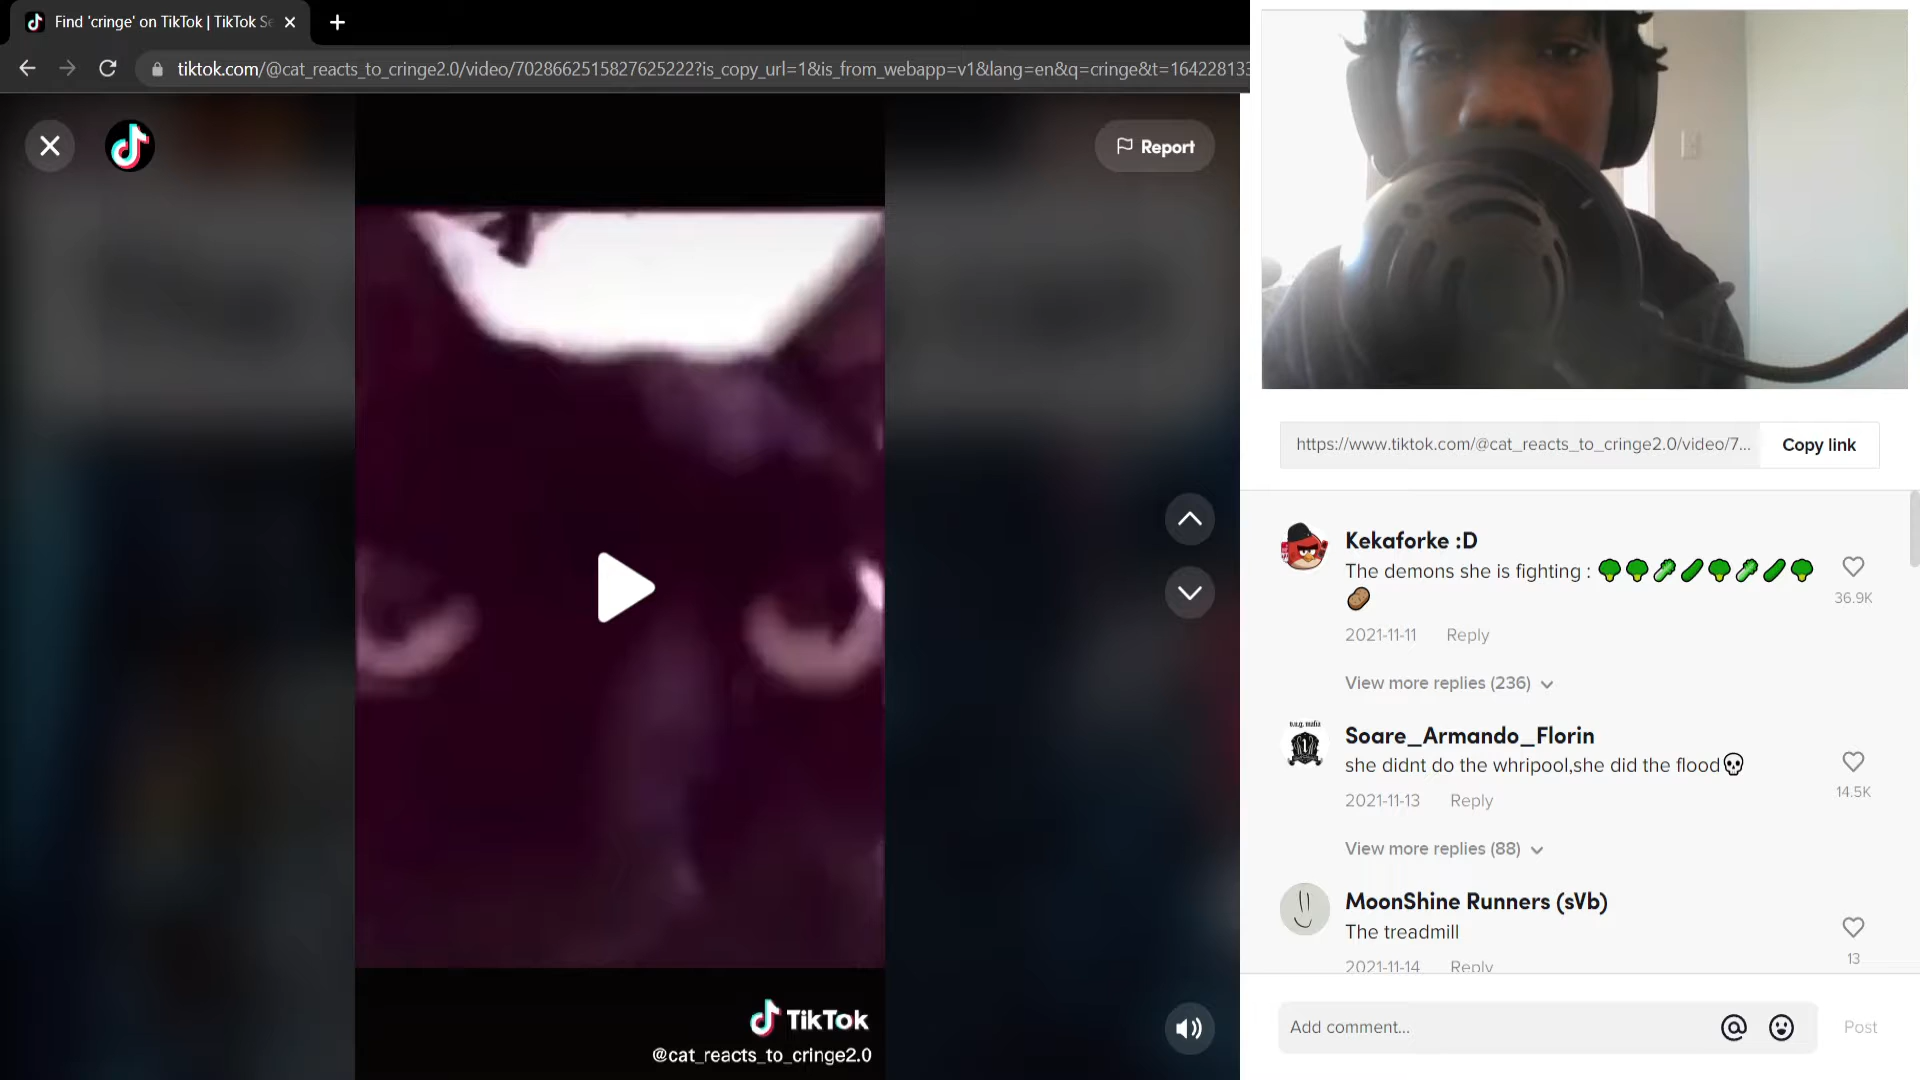 Find 'cringe' on TikTok | TikTok Se
tiktok.com/@cat_reacts_to_cringe2.0/video/7028662515827625222?is_copy_url=1&is_from_webapp=v1&lang=en&q=cringe&t=164228133
Report
https://www.tiktok.com/@cat_reacts_to_cringe2.0/video/7...
Copy link
Kekaforke :D
The demons she is fighting : 🥦🥦🥬🥒🥦🥬🥒🥦
🥔
36.9K
2021-11-11 Reply
View more replies (236)
Soare_Armando_Florin
she didnt do the whripool,she did the flood💀
14.5K
2021-11-13 Reply
View more replies (88)
MoonShine Runners (sVb)
The treadmill
13
2021-11-14 Reply
TikTok
@cat_reacts_to_cringe2.0
Add comment...
Post